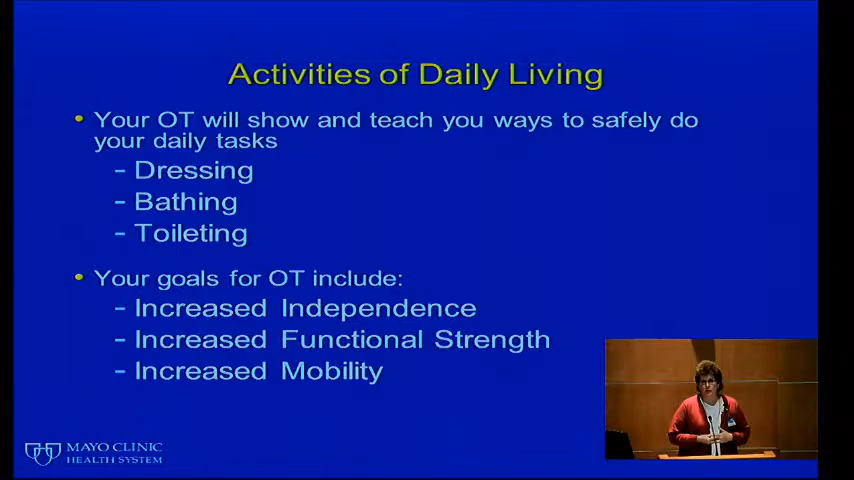 Activities of Daily Living
• Your OT will show and teach you ways to safely do
your daily tasks
- Dressing
- Bathing
- Toileting
• Your goals for OT include:
- Increased Independence
- Increased Functional Strength
- Increased Mobility
MAYO CLINIC
HEALTH SYSTEM